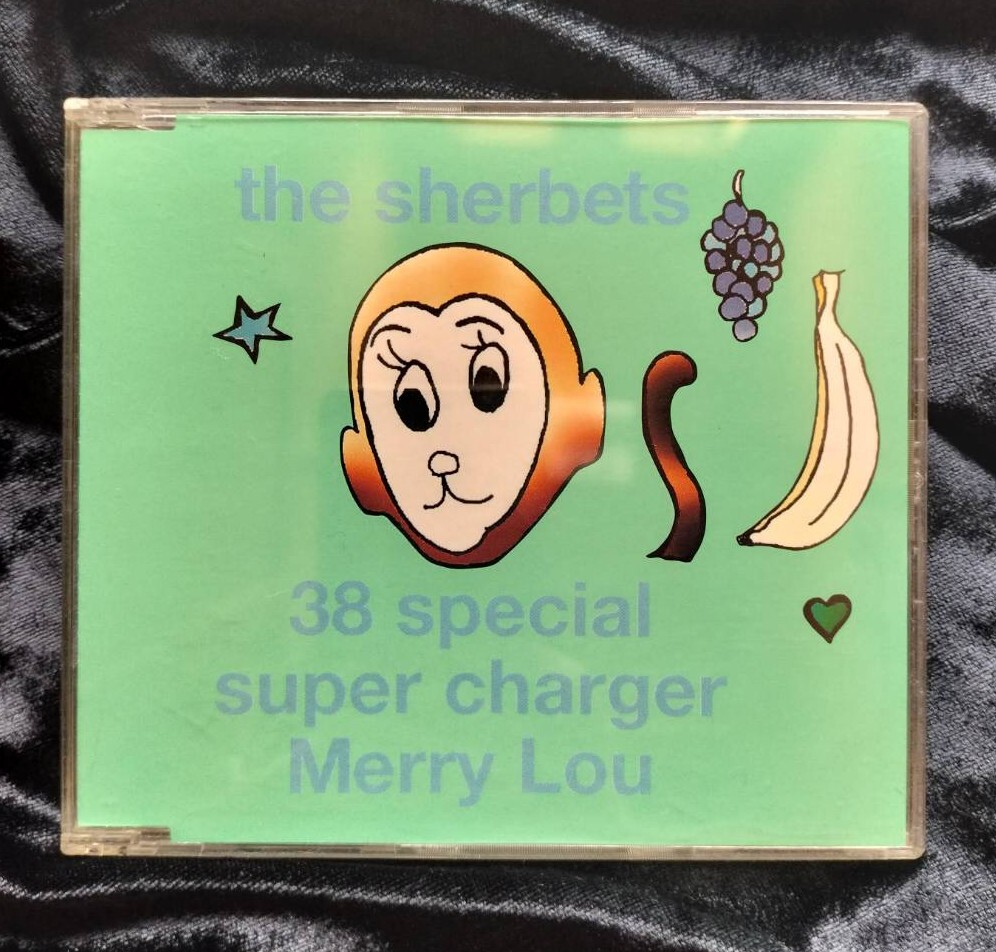 the sherbets
38 special
super charger
Merry Lou